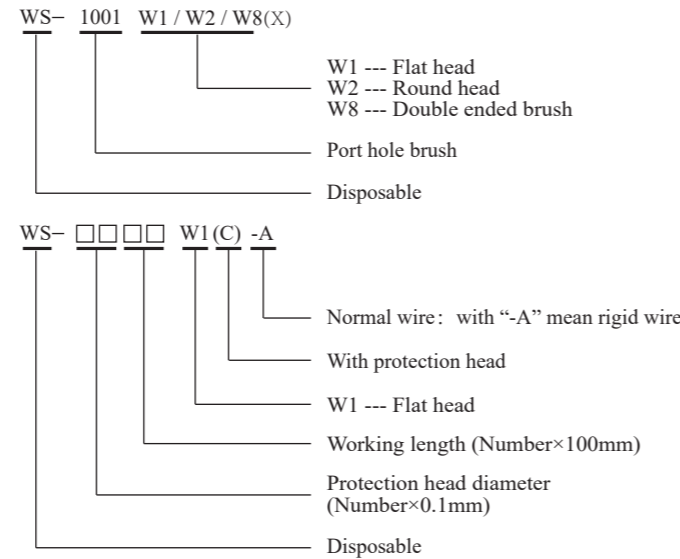 WS- 1001 W1 / W2 / W8(X)
W1 --- Flat head
W2 --- Round head
W8 --- Double ended brush
Port hole brush
Disposable
WS- □□□□ W1(C) -A
Normal wire: with “-A” mean rigid wire
With protection head
W1 --- Flat head
Working length (Number×100mm)
Protection head diameter
(Number×0.1mm)
Disposable